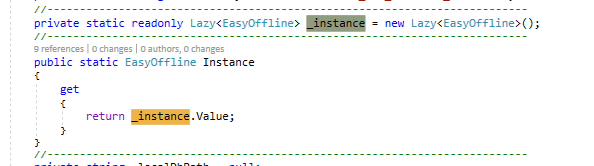 //----------------------------------------------------------------------
private static readonly Lazy<EasyOffline> _instance = new Lazy<EasyOffline>();
//----------------------------------------------------------------------
9 references | 0 changes | 0 authors, 0 changes
public static EasyOffline Instance
{
get
{
return _instance.Value;
}
}
//----------------------------------------------------------------------